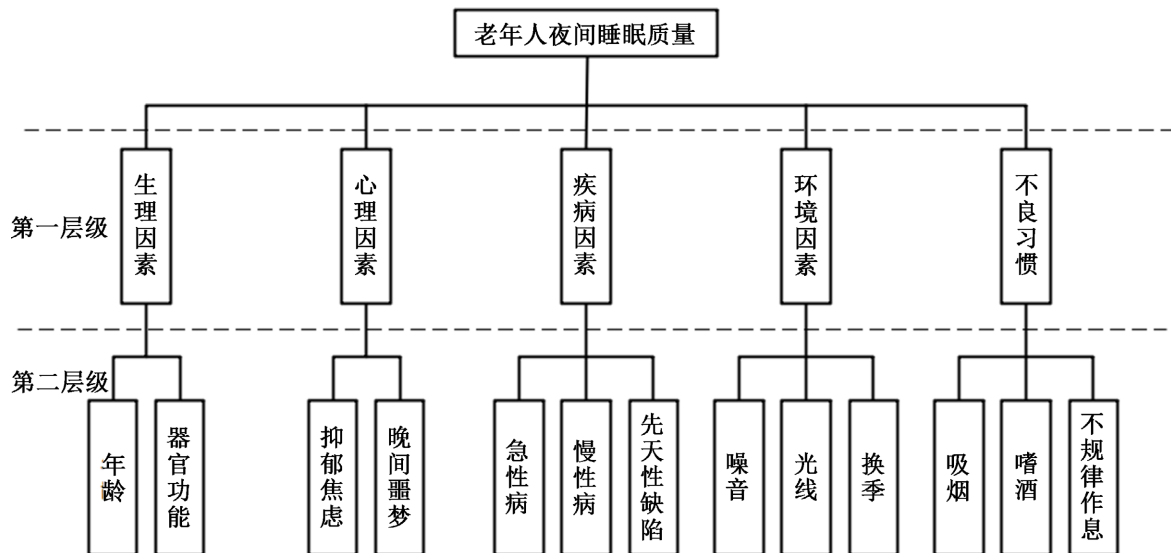 老年人夜间睡眠质量
第一层级
生理因素
心理因素
疾病因素
环境因素
不良习惯
第二层级
年龄
器官功能
抑郁焦虑
晚间噩梦
急性病
慢性病
先天性缺陷
噪音
光线
换季
吸烟
嗜酒
不规律作息